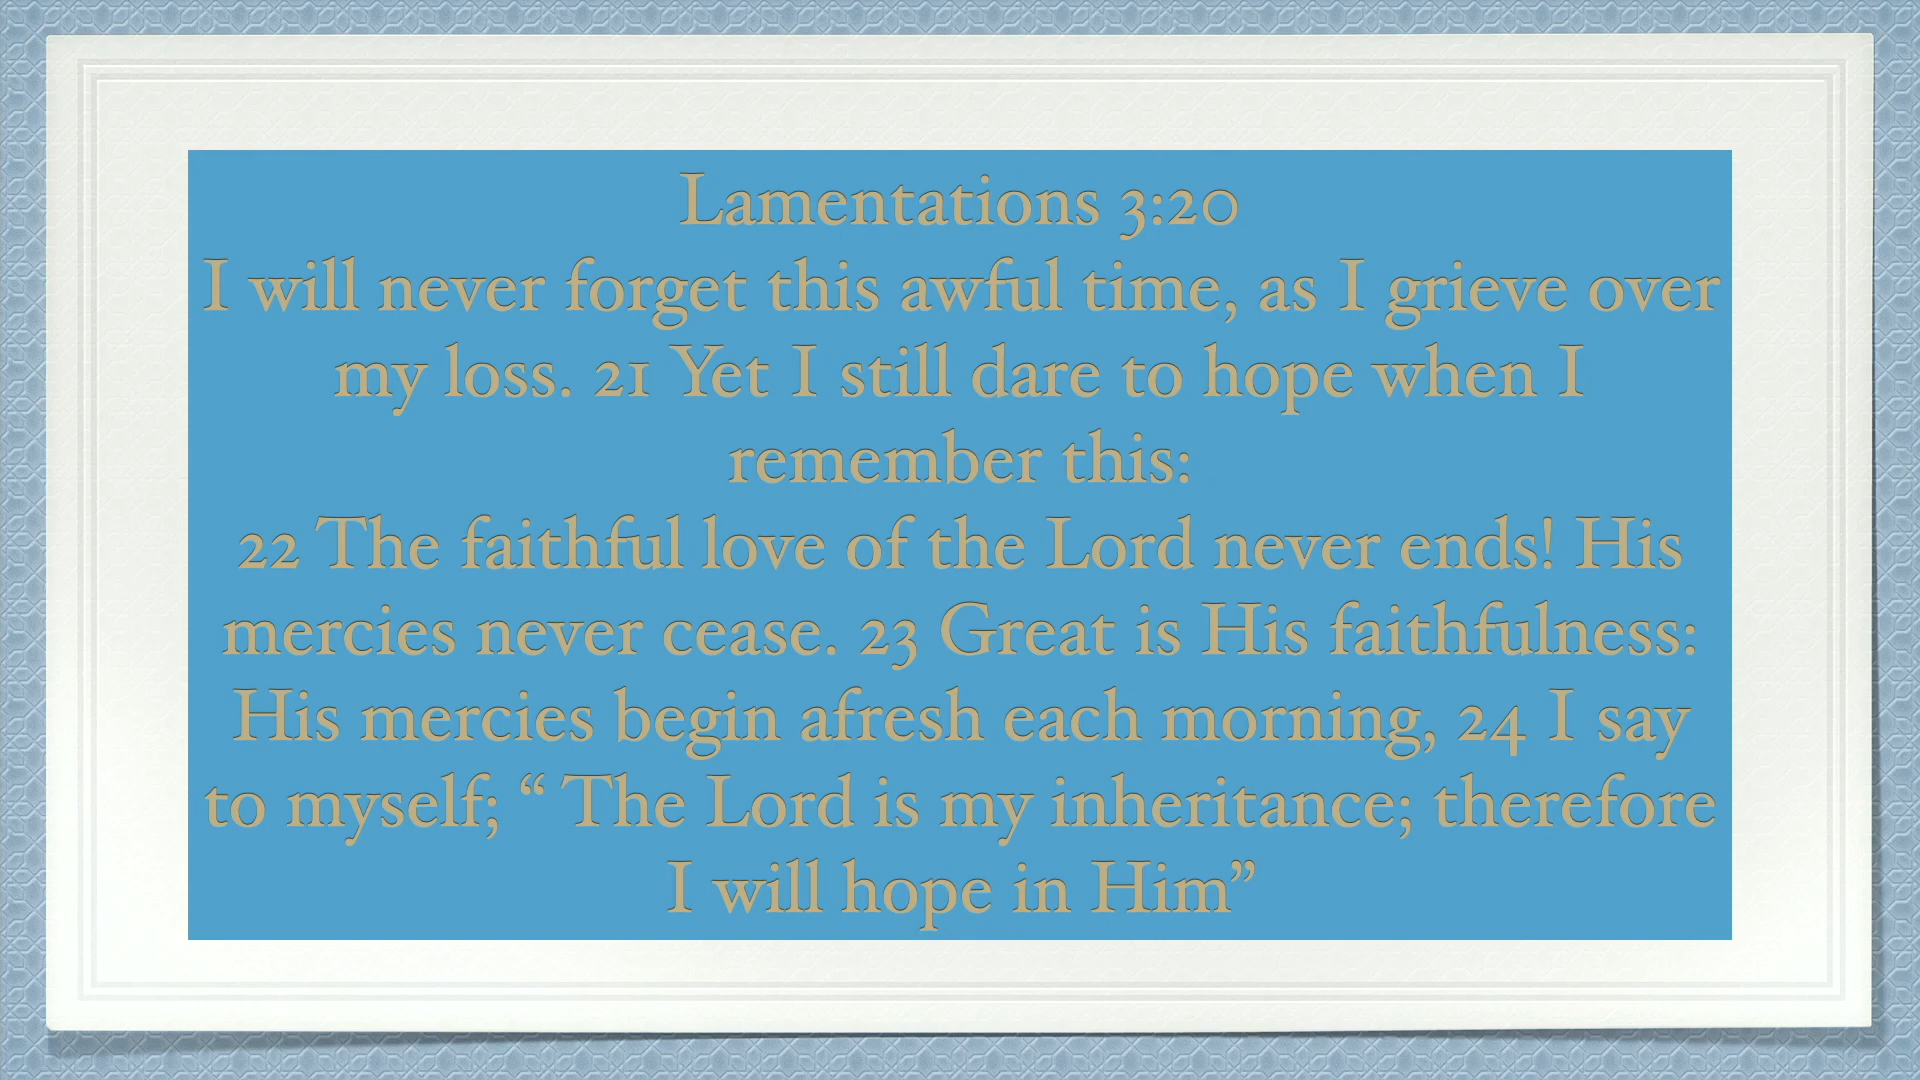 Lamentations 3:20
I will never forget this awful time, as I grieve over
my loss. 21 Yet I still dare to hope when I
remember this:
22 The faithful love of the Lord never ends! His
mercies never cease. 23 Great is His faithfulness:
His mercies begin afresh each morning, 24 I say
to myself; “ The Lord is my inheritance; therefore
I will hope in Him”